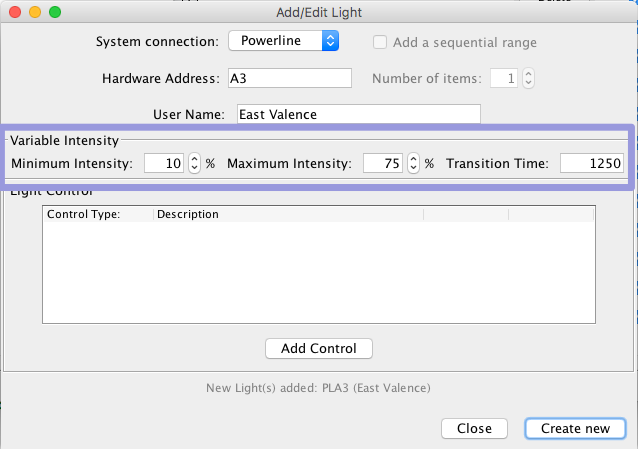 Add/Edit Light
System connection: Powerline Add a sequential range
Hardware Address: A3 Number of items: 1
User Name: East Valence
Variable Intensity
Minimum Intensity: 10 % Maximum Intensity: 75 % Transition Time: 1250
Light Control
Control Type: Description
Add Control
New Light(s) added: PLA3 (East Valence)
Close Create new